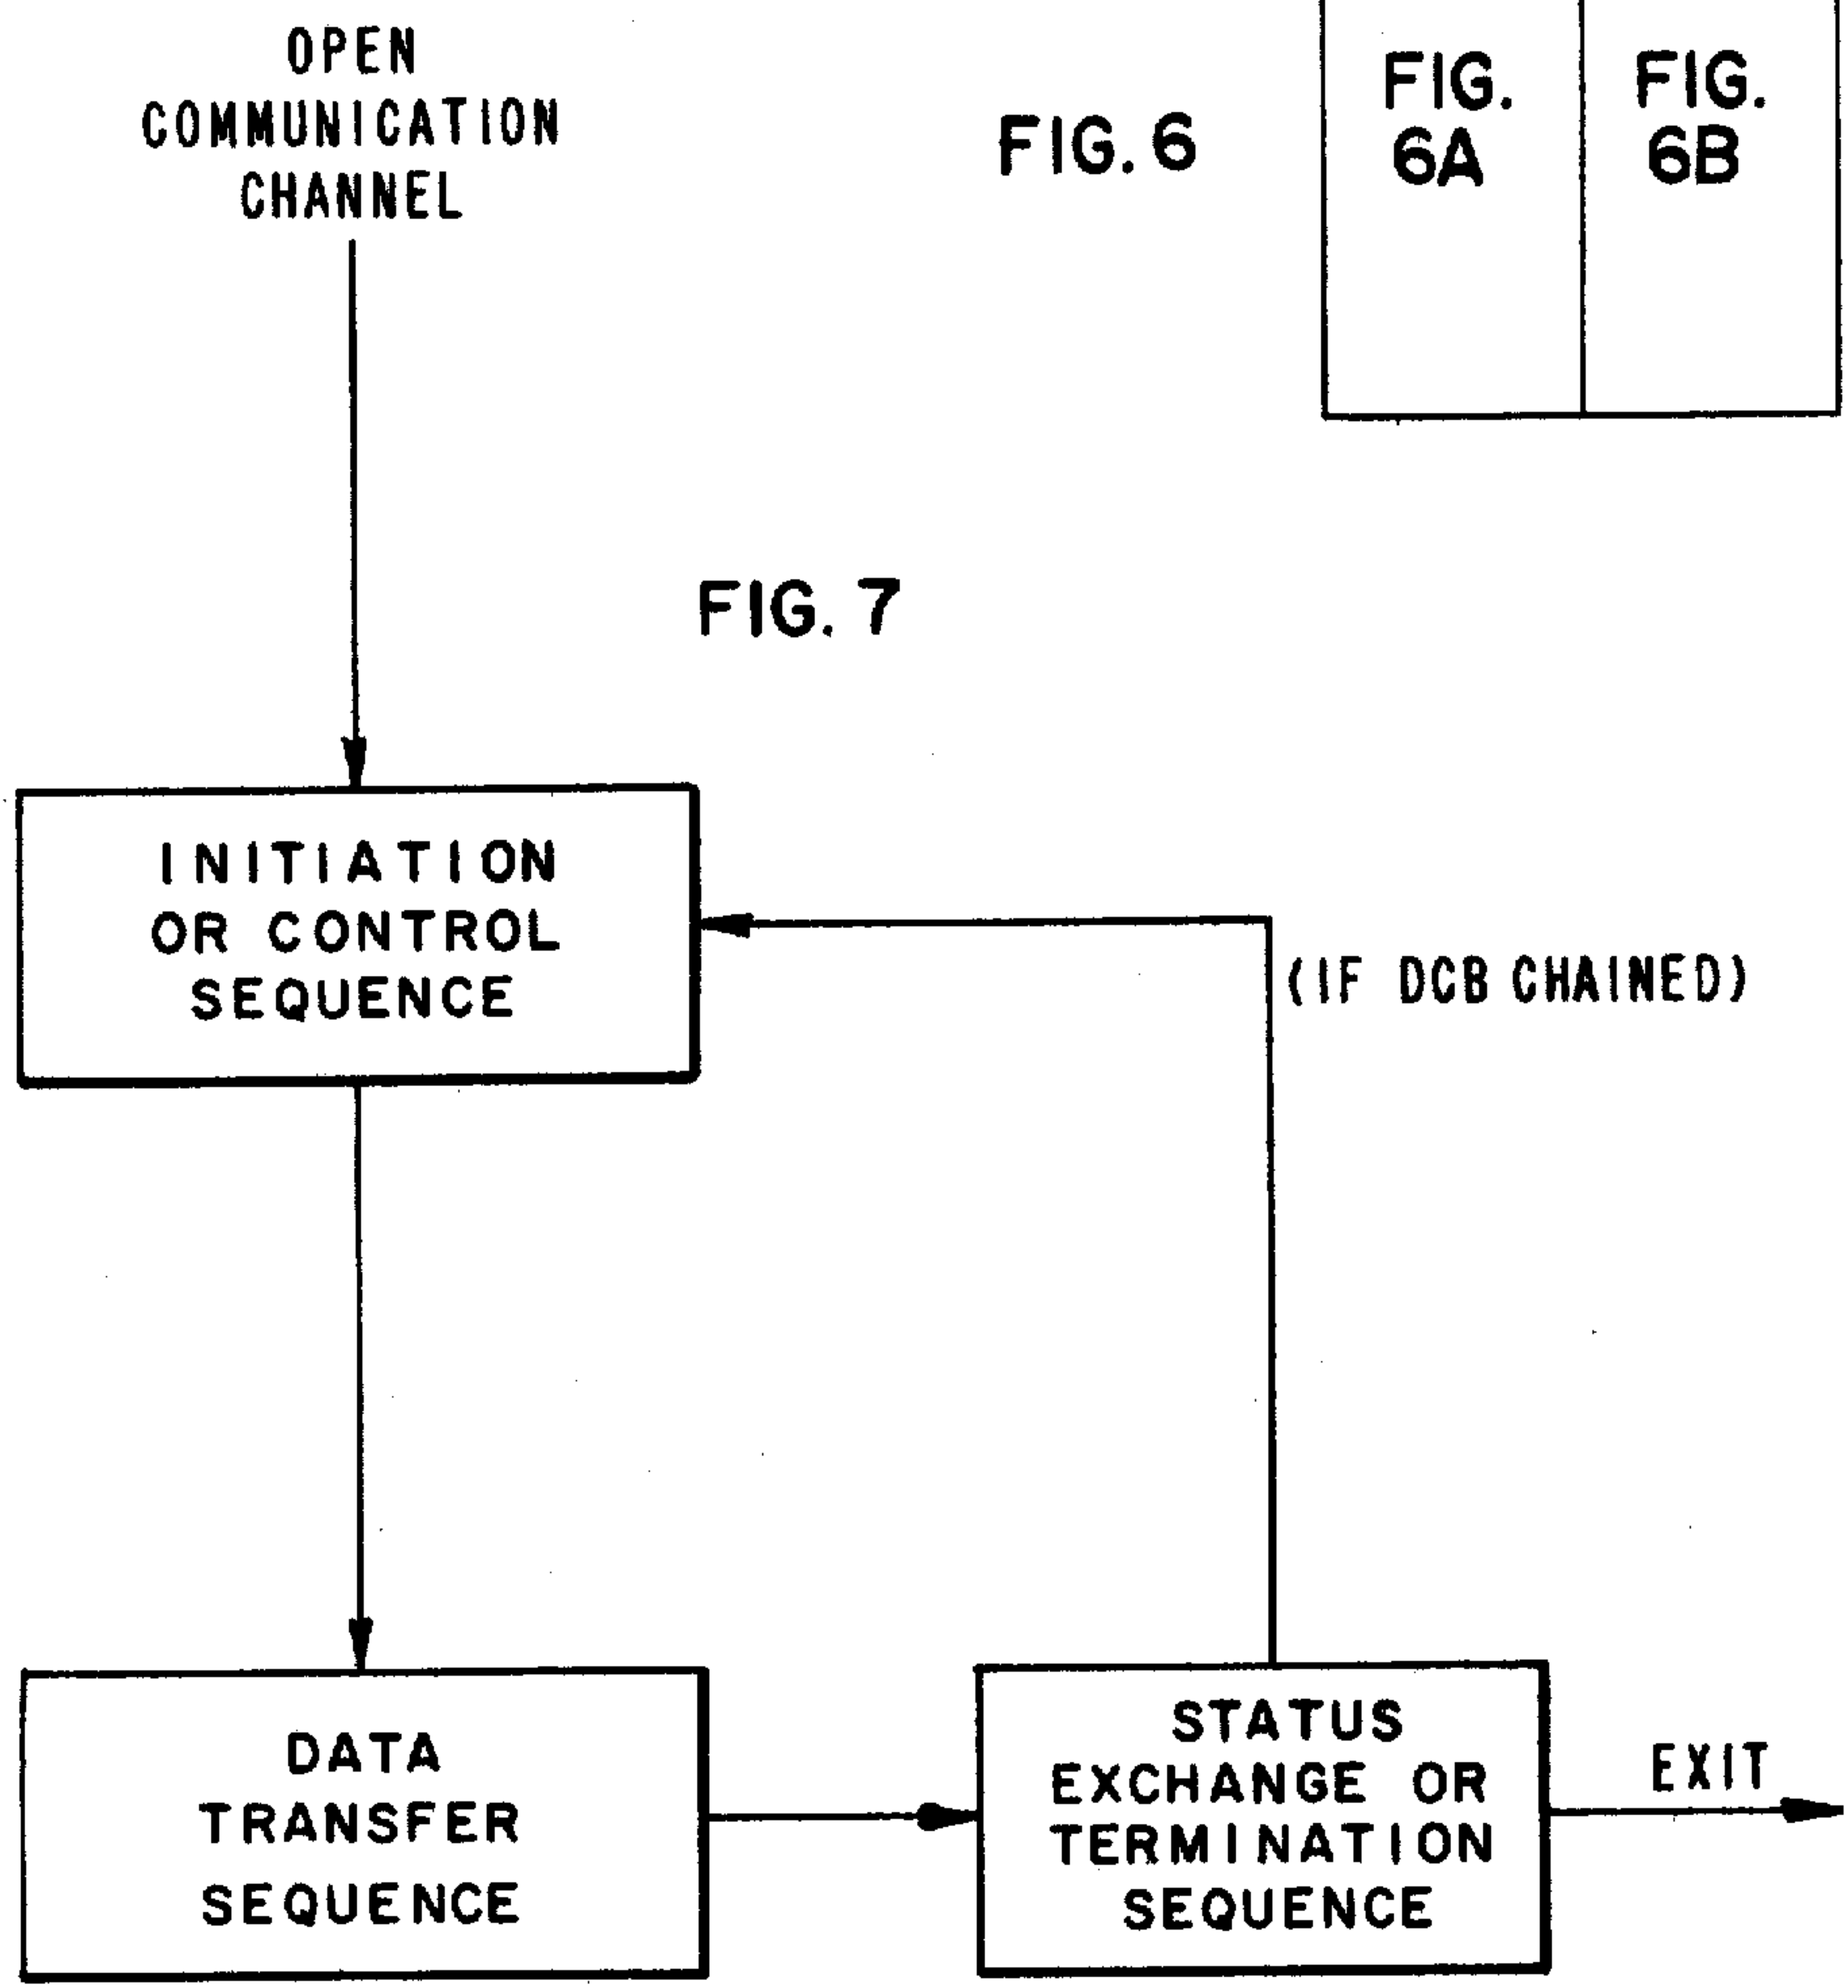 OPEN
COMMUNICATION
CHANNEL
FIG. 6
FIG.
6A
FIG.
6B
FIG. 7
INITIATION
OR CONTROL
SEQUENCE
(IF DCB CHAINED)
DATA
TRANSFER
SEQUENCE
STATUS
EXCHANGE OR
TERMINATION
SEQUENCE
EXIT